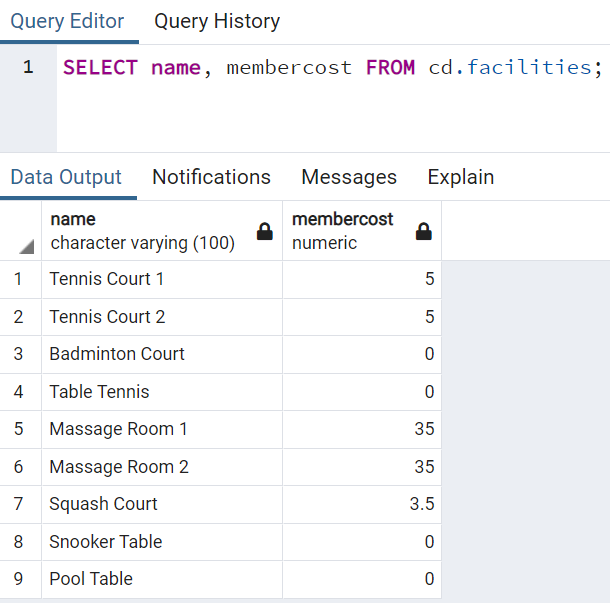 Query Editor Query History
1 SELECT name, membercost FROM cd.facilities;
Data Output Notifications Messages Explain
name membercost
character varying (100) numeric
1 Tennis Court 1 5
2 Tennis Court 2 5
3 Badminton Court 0
4 Table Tennis 0
5 Massage Room 1 35
6 Massage Room 2 35
7 Squash Court 3.5
8 Snooker Table 0
9 Pool Table 0